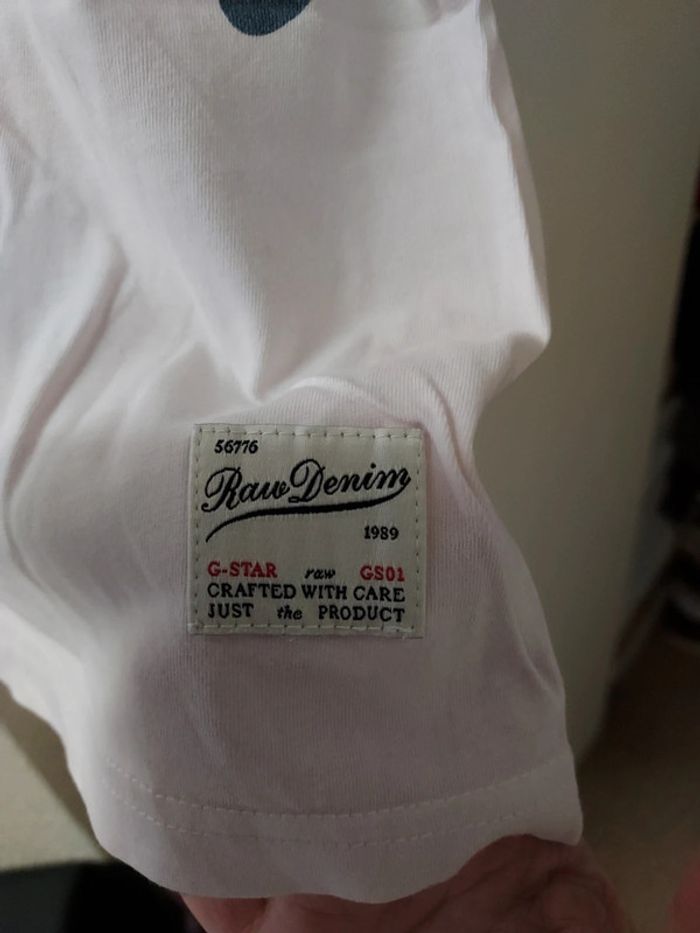 56776
Raw Denim
1989
G-STAR raw GS01
CRAFTED WITH CARE
JUST the PRODUCT